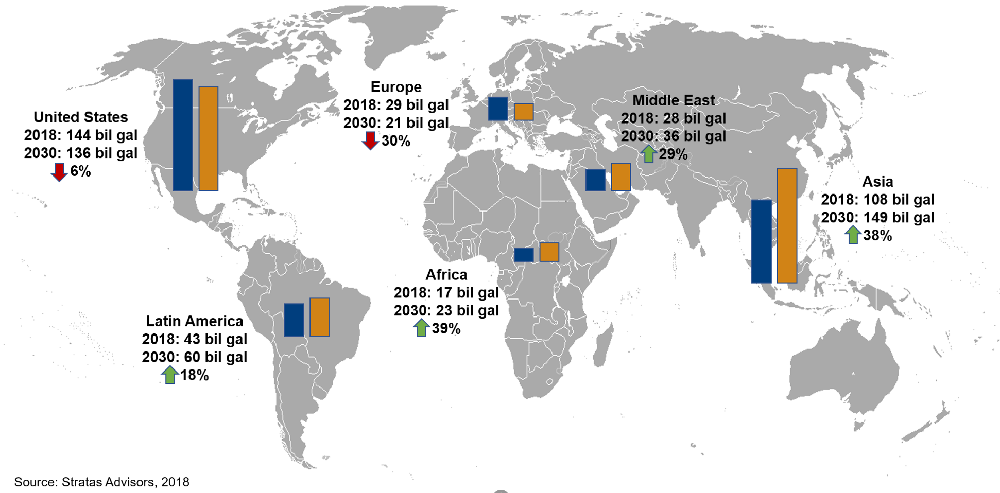 United States
2018: 144 bil gal
2030: 136 bil gal
6%
Europe
2018: 29 bil gal
2030: 21 bil gal
30%
Middle East
2018: 28 bil gal
2030: 36 bil gal
29%
Asia
2018: 108 bil gal
2030: 149 bil gal
38%
Africa
2018: 17 bil gal
2030: 23 bil gal
39%
Latin America
2018: 43 bil gal
2030: 60 bil gal
18%
Source: Stratas Advisors, 2018